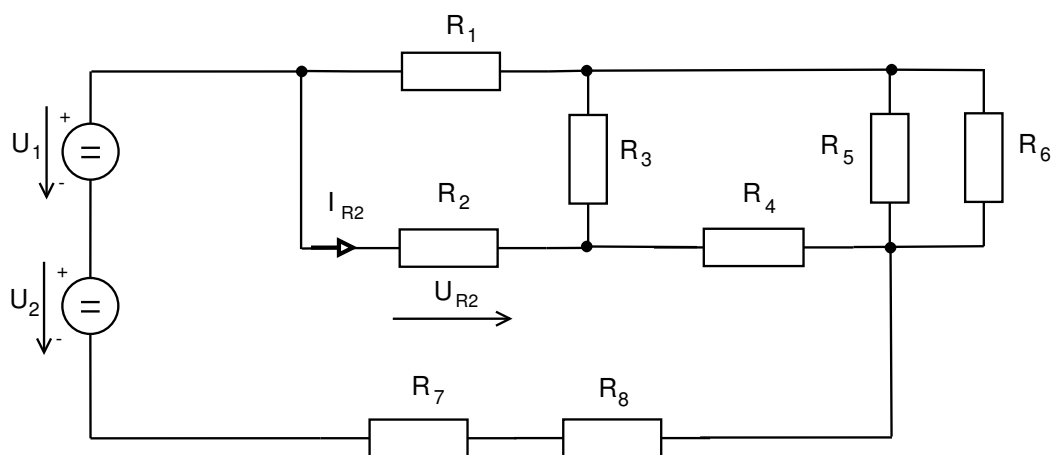 R1
U1
+
=
-
R3
R5
R6
IR2
R2
R4
U2
+
=
-
UR2
R7
R8